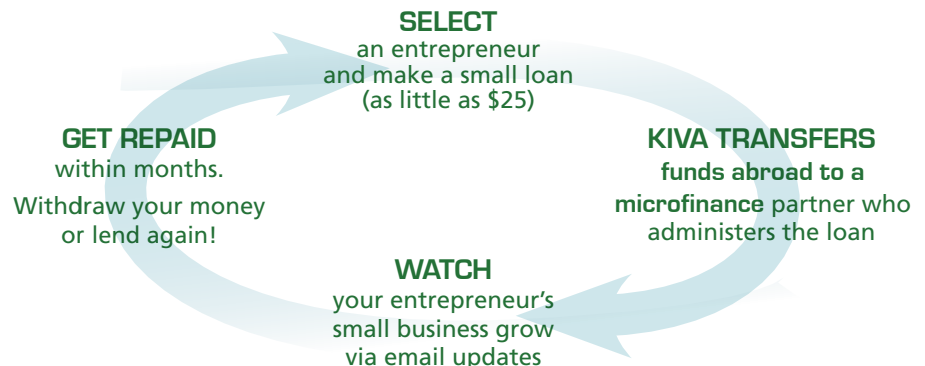 SELECT
an entrepreneur
and make a small loan
(as little as $25)
KIVA TRANSFERS
funds abroad to a
microfinance partner who
administers the loan
WATCH
your entrepreneur's
small business grow
via email updates
GET REPAID
within months.
Withdraw your money
or lend again!